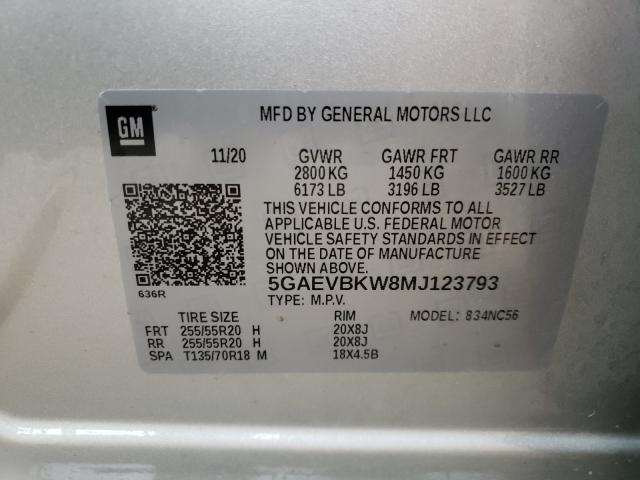 GM
MFD BY GENERAL MOTORS LLC
11/20 GVWR GAWR FRT GAWR RR
2800 KG 1450 KG 1600 KG
6173 LB 3196 LB 3527 LB
THIS VEHICLE CONFORMS TO ALL
APPLICABLE U.S. FEDERAL MOTOR
VEHICLE SAFETY STANDARDS IN EFFECT
ON THE DATE OF MANUFACTURE
SHOWN ABOVE.
5GAEVBKW8MJ123793
636R
TYPE: M.P.V.
TIRE SIZE RIM MODEL: 834NC56
FRT 255/55R20 H 20X8J
RR 255/55R20 H 20X8J
SPA T135/70R18 M 18X4.5B